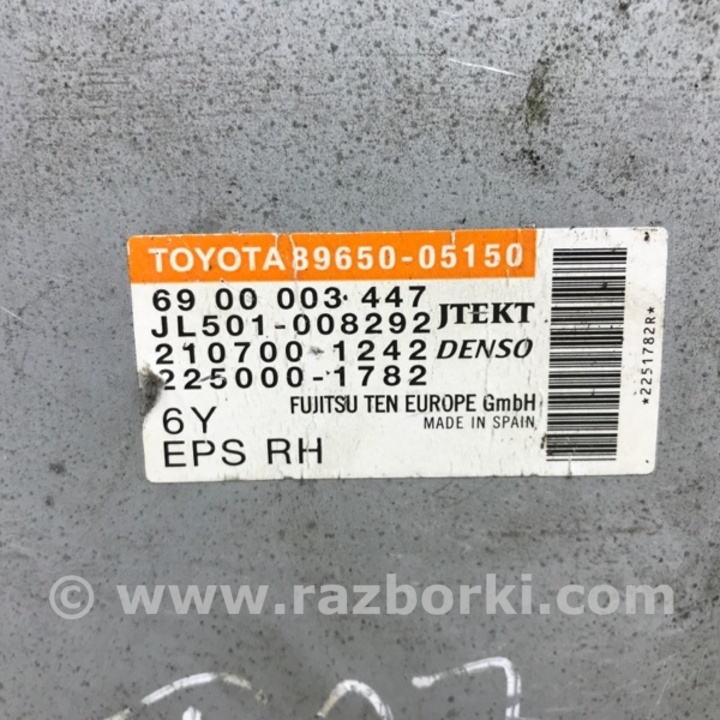 TOYOTA 89650-05150
69 00 003 447
JL501-008292 JTEKT
210700-1242 DENSO
225000-1782
FUJITSU TEN EUROPE GmbH
6Y MADE IN SPAIN
EPS RH
*2251782R*
© www.razborki.com